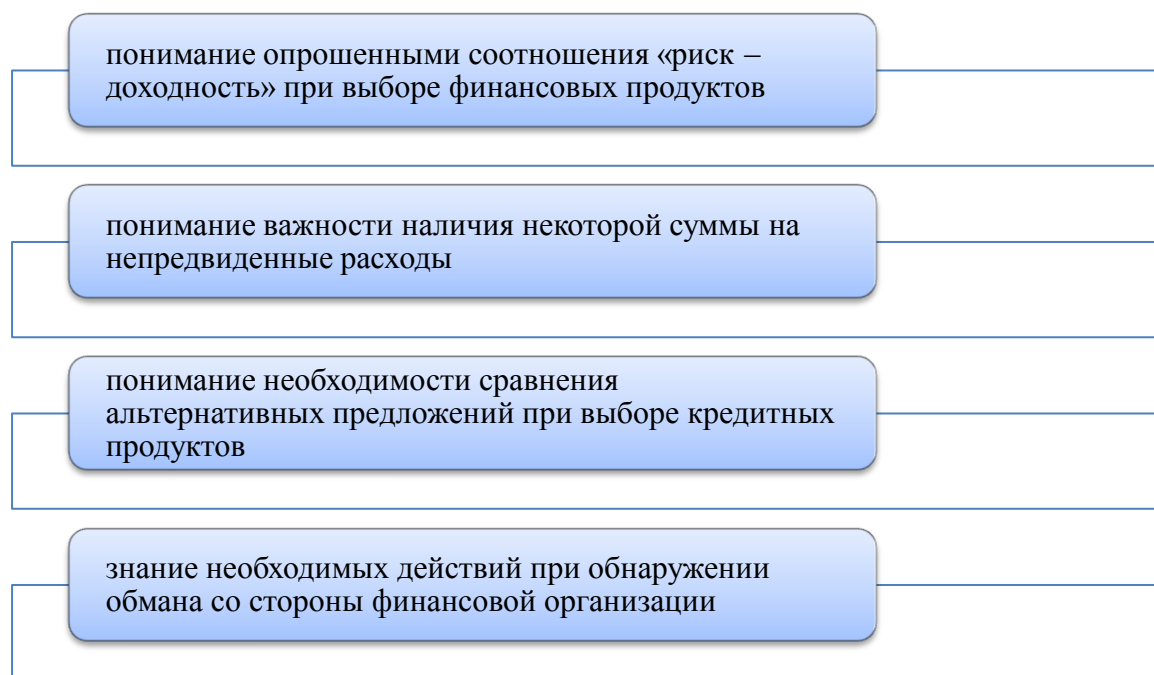 понимание опрошенными соотношения «риск –
доходность» при выборе финансовых продуктов
понимание важности наличия некоторой суммы на
непредвиденные расходы
понимание необходимости сравнения
альтернативных предложений при выборе кредитных
продуктов
знание необходимых действий при обнаружении
обмана со стороны финансовой организации